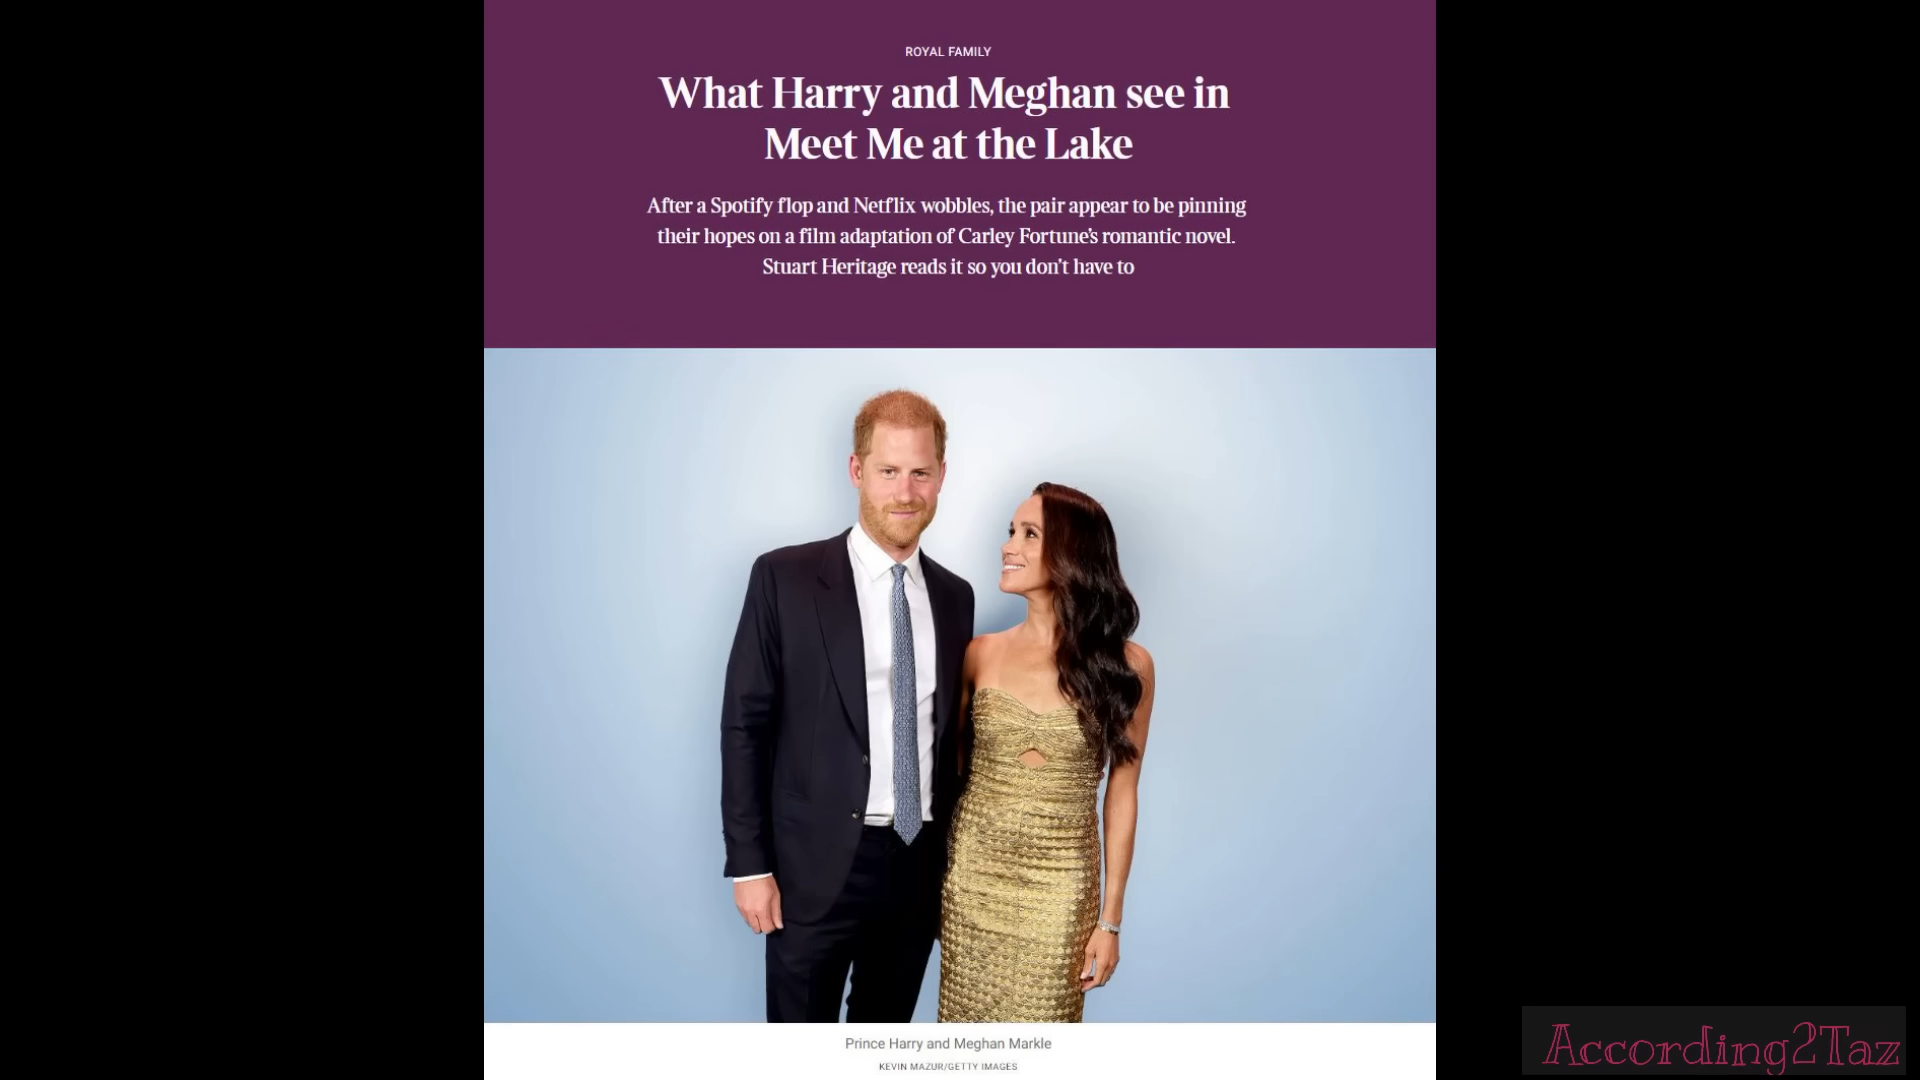 ROYAL FAMILY
What Harry and Meghan see in
Meet Me at the Lake
After a Spotify flop and Netflix wobbles, the pair appear to be pinning
their hopes on a film adaptation of Carley Fortune's romantic novel.
Stuart Heritage reads it so you don't have to
Prince Harry and Meghan Markle
KEVIN MAZUR/GETTY IMAGES
According2Taz